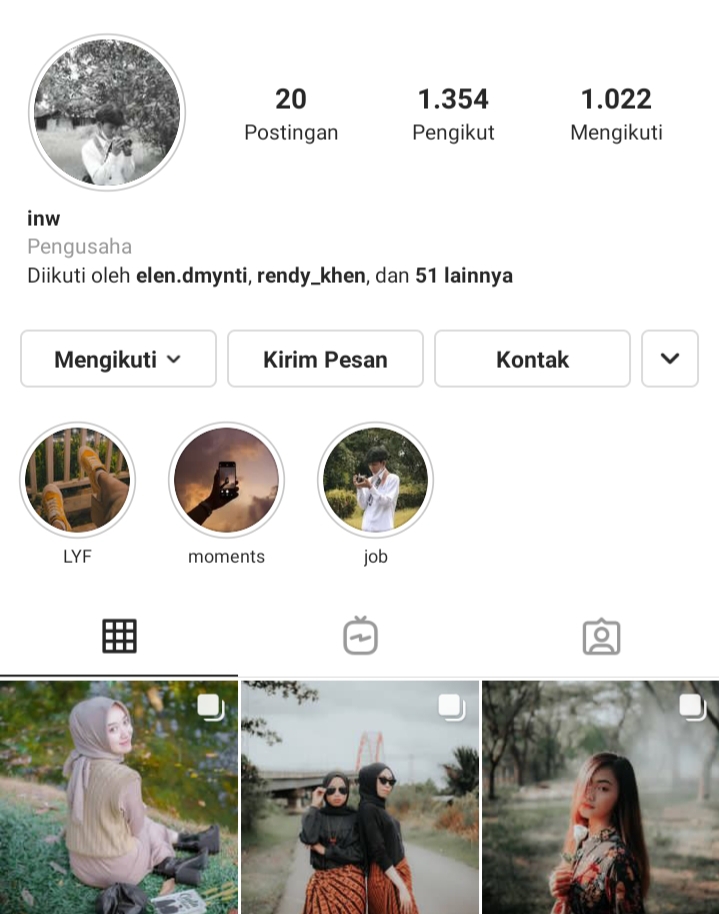 20 1.354 1.022
Postingan Pengikut Mengikuti
inw
Pengusaha
Diikuti oleh elen.dmynti, rendy_khen, dan 51 lainnya
Mengikuti Kirim Pesan Kontak
LYF moments job